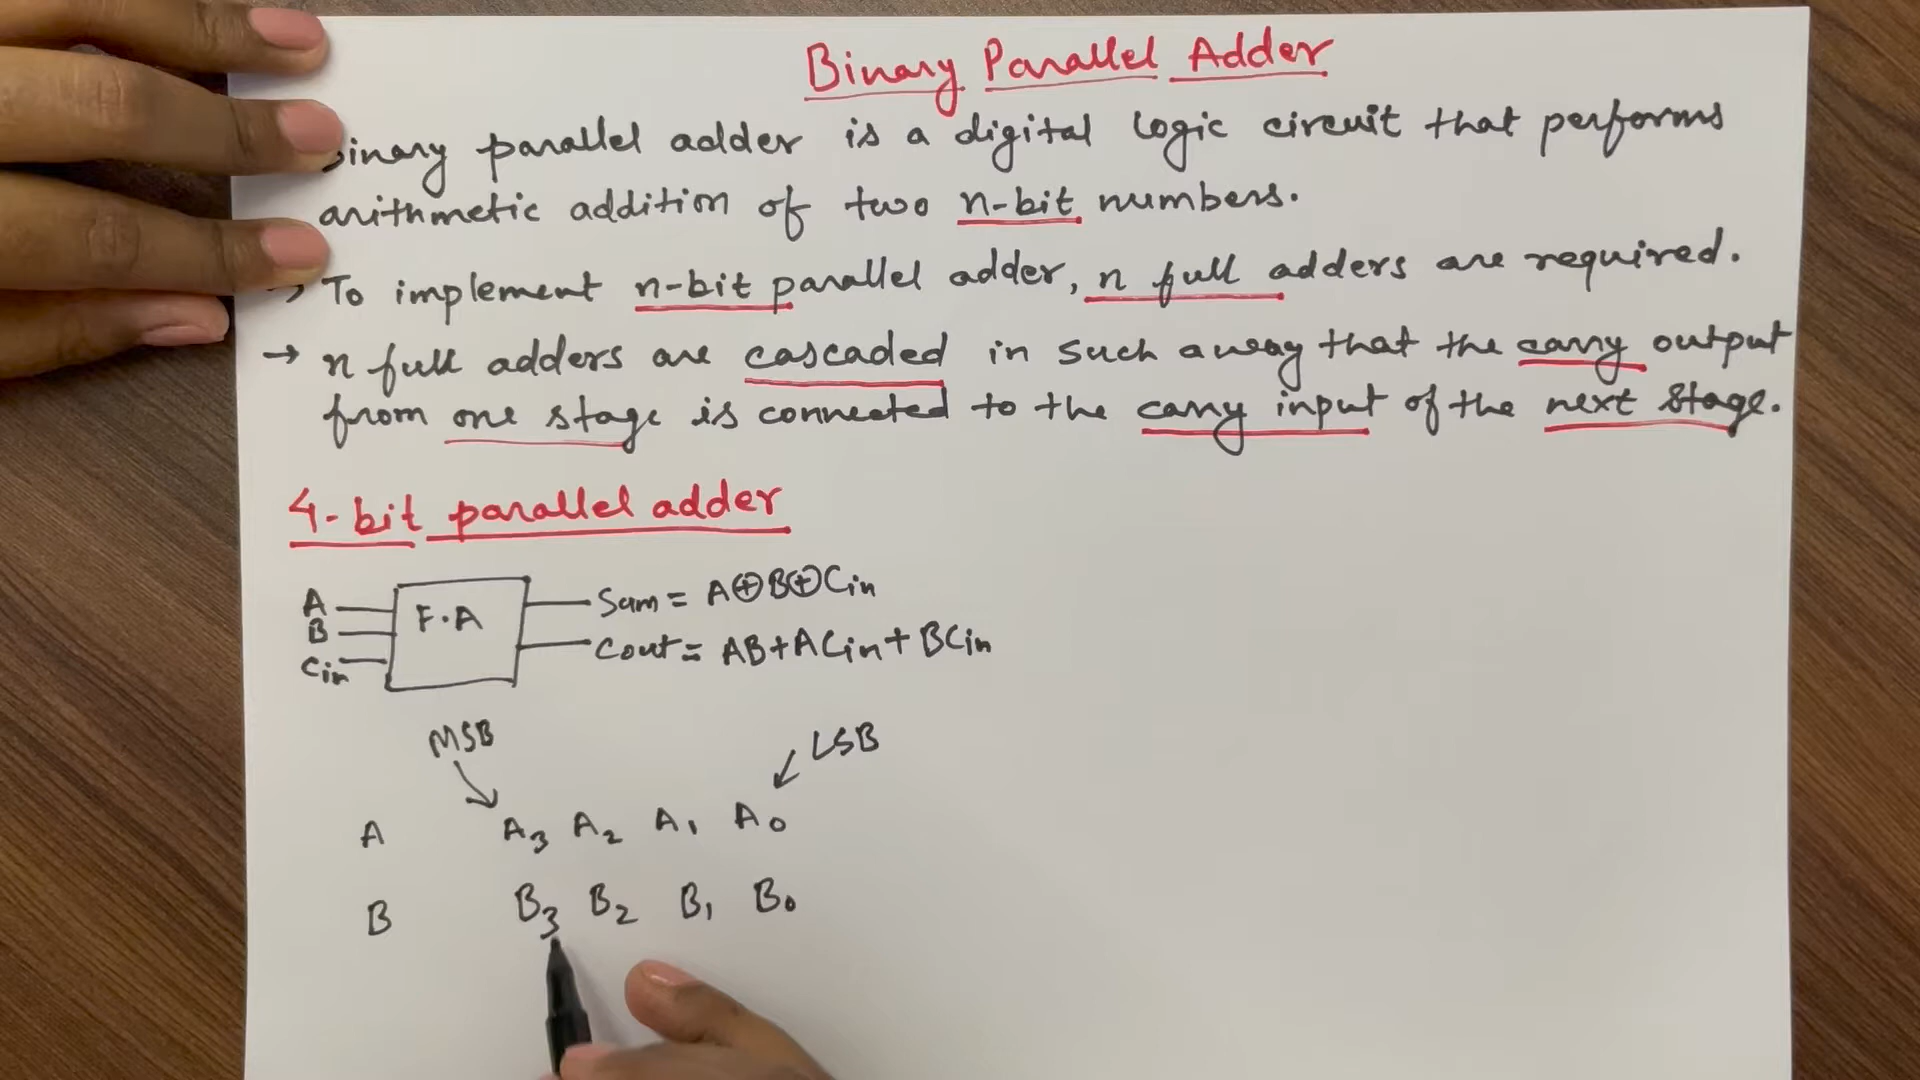 Binary Parallel Adder
Binary parallel adder is a digital logic circuit that performs
arithmetic addition of two n-bit numbers.
→ To implement n-bit parallel adder, n full adders are required.
→ n full adders are cascaded in such a way that the carry output
from one stage is connected to the carry input of the next stage.
4-bit parallel adder
A
B
Cin
F.A
Sum = A⊕B⊕Cin
Cout = AB+ACin+BCin
MSB
LSB
A A₃ A₂ A₁ A₀
B B₃ B₂ B₁ B₀